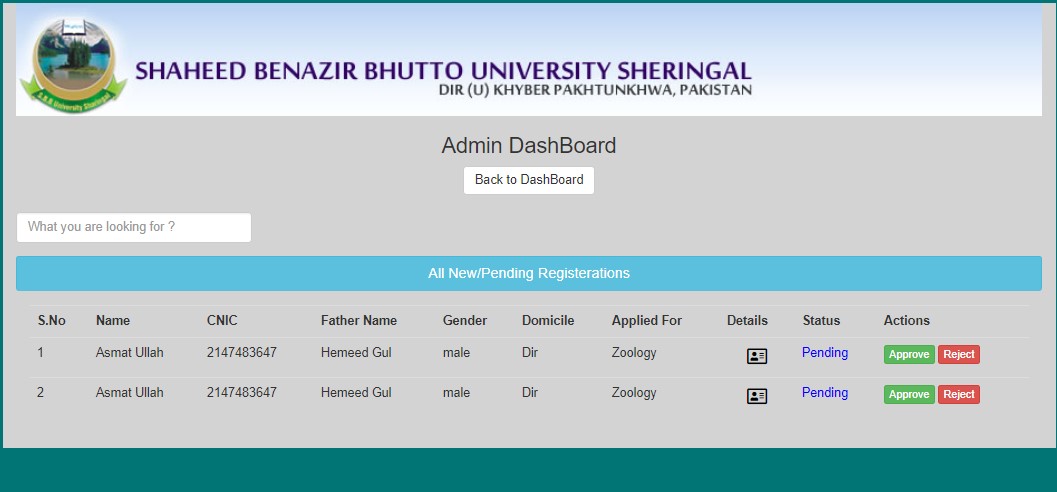 SHAHEED BENAZIR BHUTTO UNIVERSITY SHERINGAL
DIR (U) KHYBER PAKHTUNKHWA, PAKISTAN
S.B.B University Sheringal
Admin DashBoard
Back to DashBoard
What you are looking for ?
All New/Pending Registerations
S.No Name CNIC Father Name Gender Domicile Applied For Details Status Actions
1 Asmat Ullah 2147483647 Hemeed Gul male Dir Zoology Pending Approve Reject
2 Asmat Ullah 2147483647 Hemeed Gul male Dir Zoology Pending Approve Reject